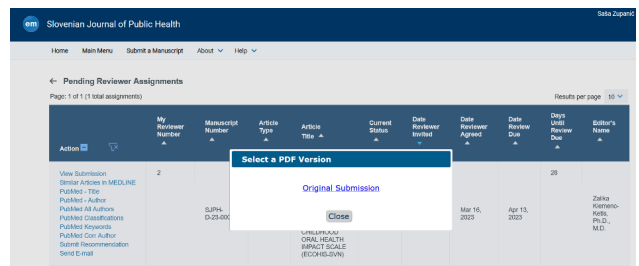 em
Slovenian Journal of Public Health
Saša Zupanič
Home Main Menu Submit a Manuscript About Help
← Pending Reviewer Assignments
Page: 1 of 1 (1 total assignments)
Results per page 10
Action
My Reviewer Number
Manuscript Number
Article Type
Article Title
Current Status
Date Reviewer Invited
Date Reviewer Agreed
Date Review Due
Days Until Review Due
Editor's Name
Select a PDF Version
Original Submission
Close
View Submission
Similar Articles in MEDLINE
PubMed - Title
PubMed - Author
PubMed All Authors
PubMed Classifications
PubMed Keywords
PubMed Corr Author
Submit Recommendation
Send E-mail
2
SJPH-
D-23-000
CHILDHOOD
ORAL HEALTH
IMPACT SCALE
(ECOHIS-SVN)
Mar 16,
2023
Apr 13,
2023
28
Zalika
Klemenc-
Ketis,
Ph.D.,
M.D.